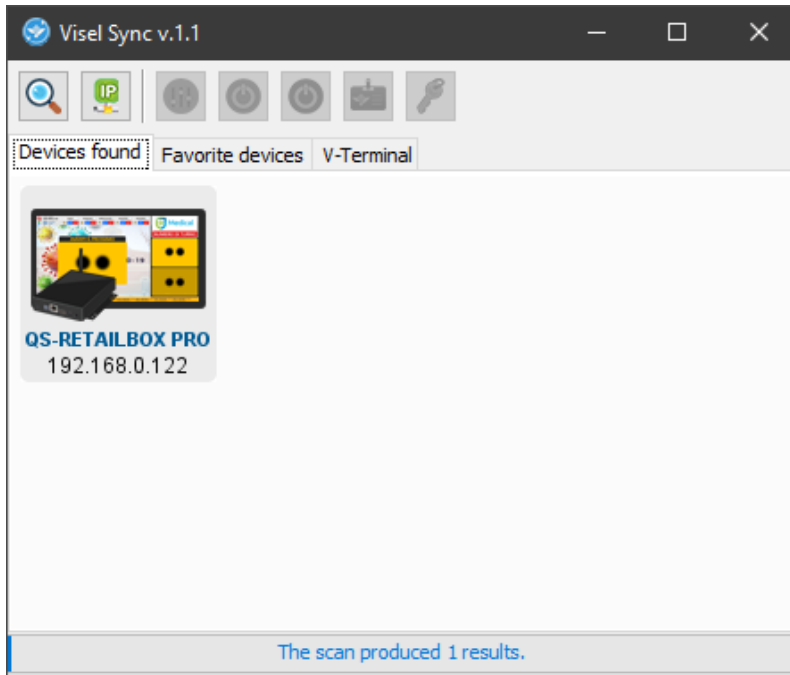 Visel Sync v.1.1
IP
Devices found
Favorite devices
V-Terminal
Medical
QS-RETAILBOX PRO
192.168.0.122
The scan produced 1 results.